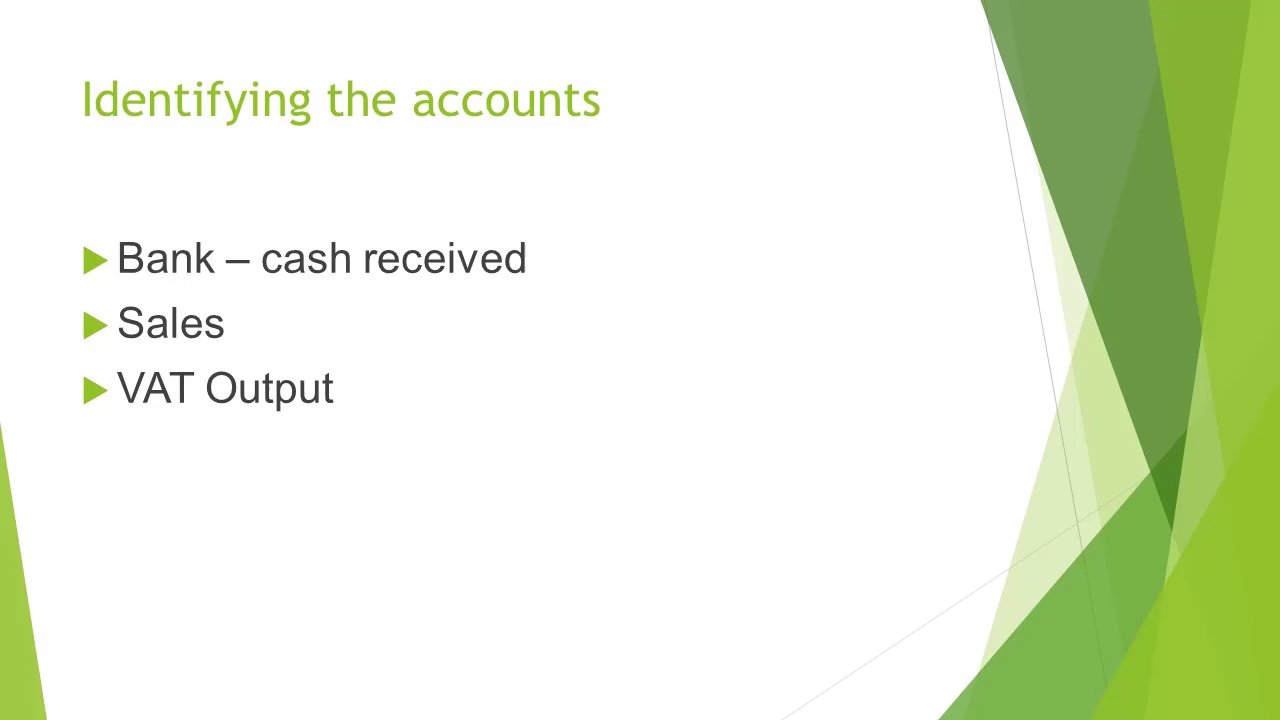 Identifying the accounts
Bank – cash received
Sales
VAT Output